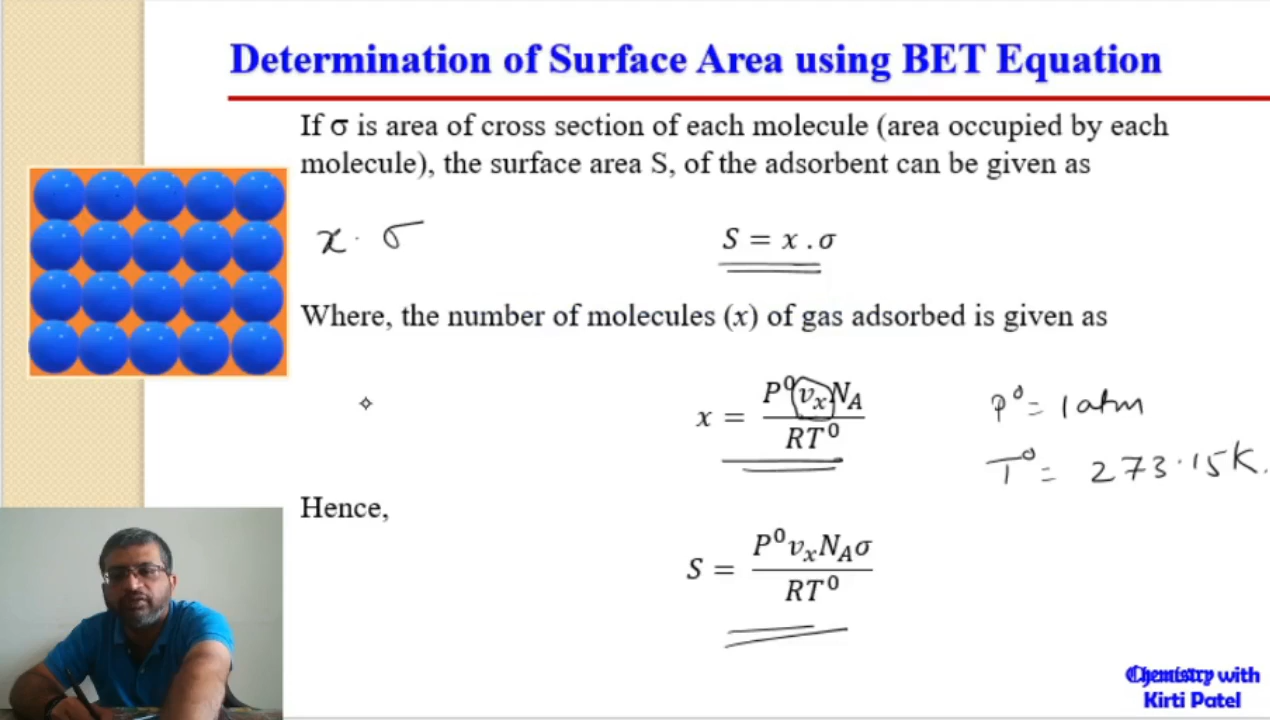 Determination of Surface Area using BET Equation
If σ is area of cross section of each molecule (area occupied by each
molecule), the surface area S, of the adsorbent can be given as
x · σ
S = x . σ
Where, the number of molecules (x) of gas adsorbed is given as
x = P⁰vₓN_A / RT⁰
P⁰ = 1 atm
T⁰ = 273.15K.
Hence,
S = P⁰vₓN_Aσ / RT⁰
Chemistry with
Kirti Patel